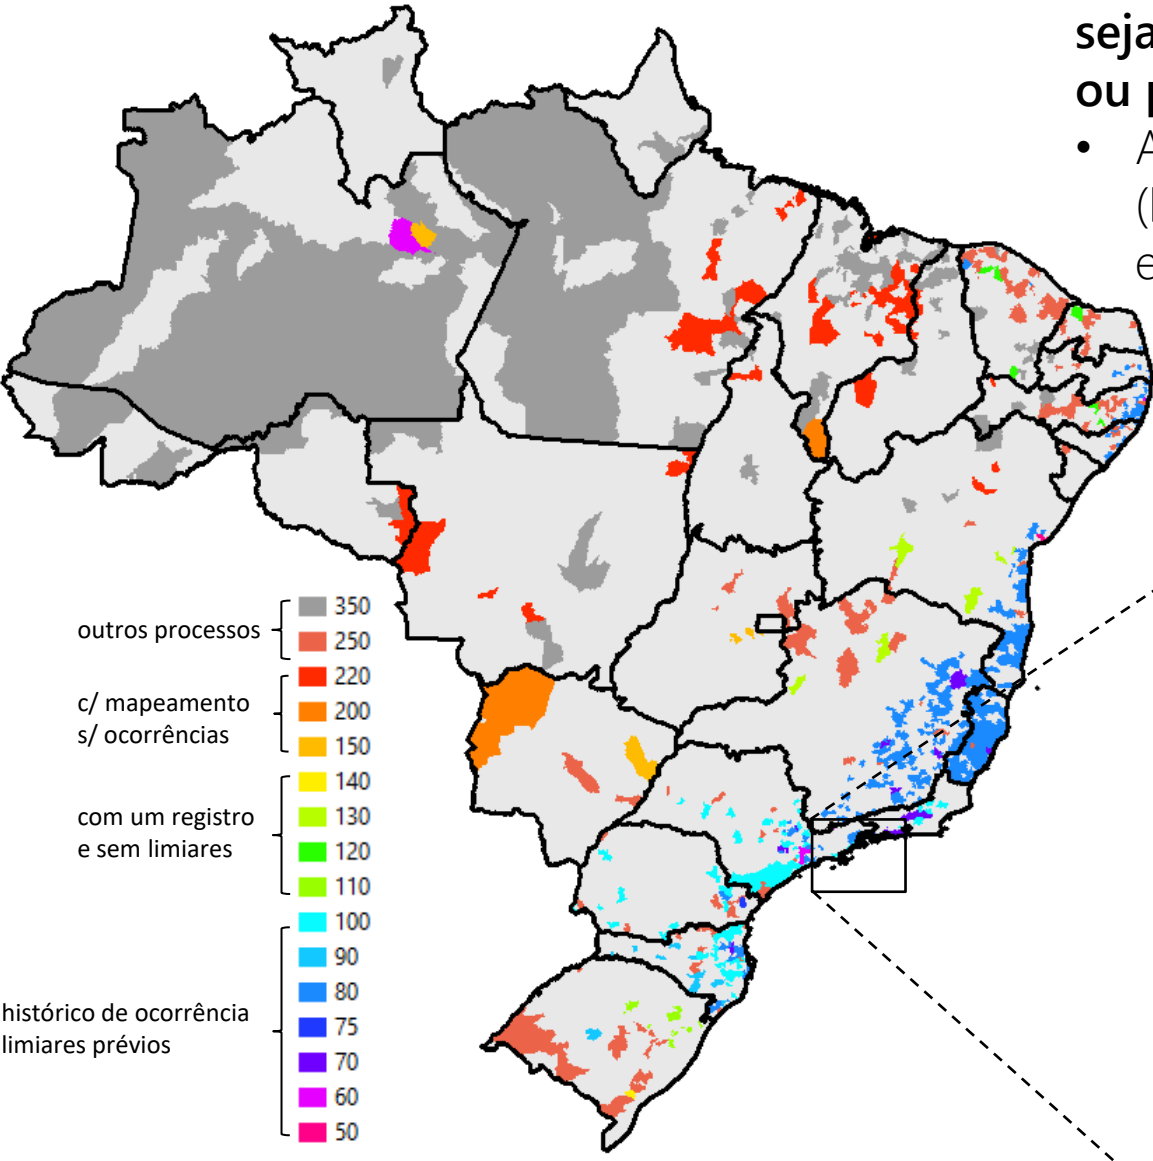 seja
ou p
• A
(l
e
outros processos
350
250
c/ mapeamento
s/ ocorrências
220
200
150
com um registro
e sem limiares
140
130
120
110
histórico de ocorrência
limiares prévios
100
90
80
75
70
60
50